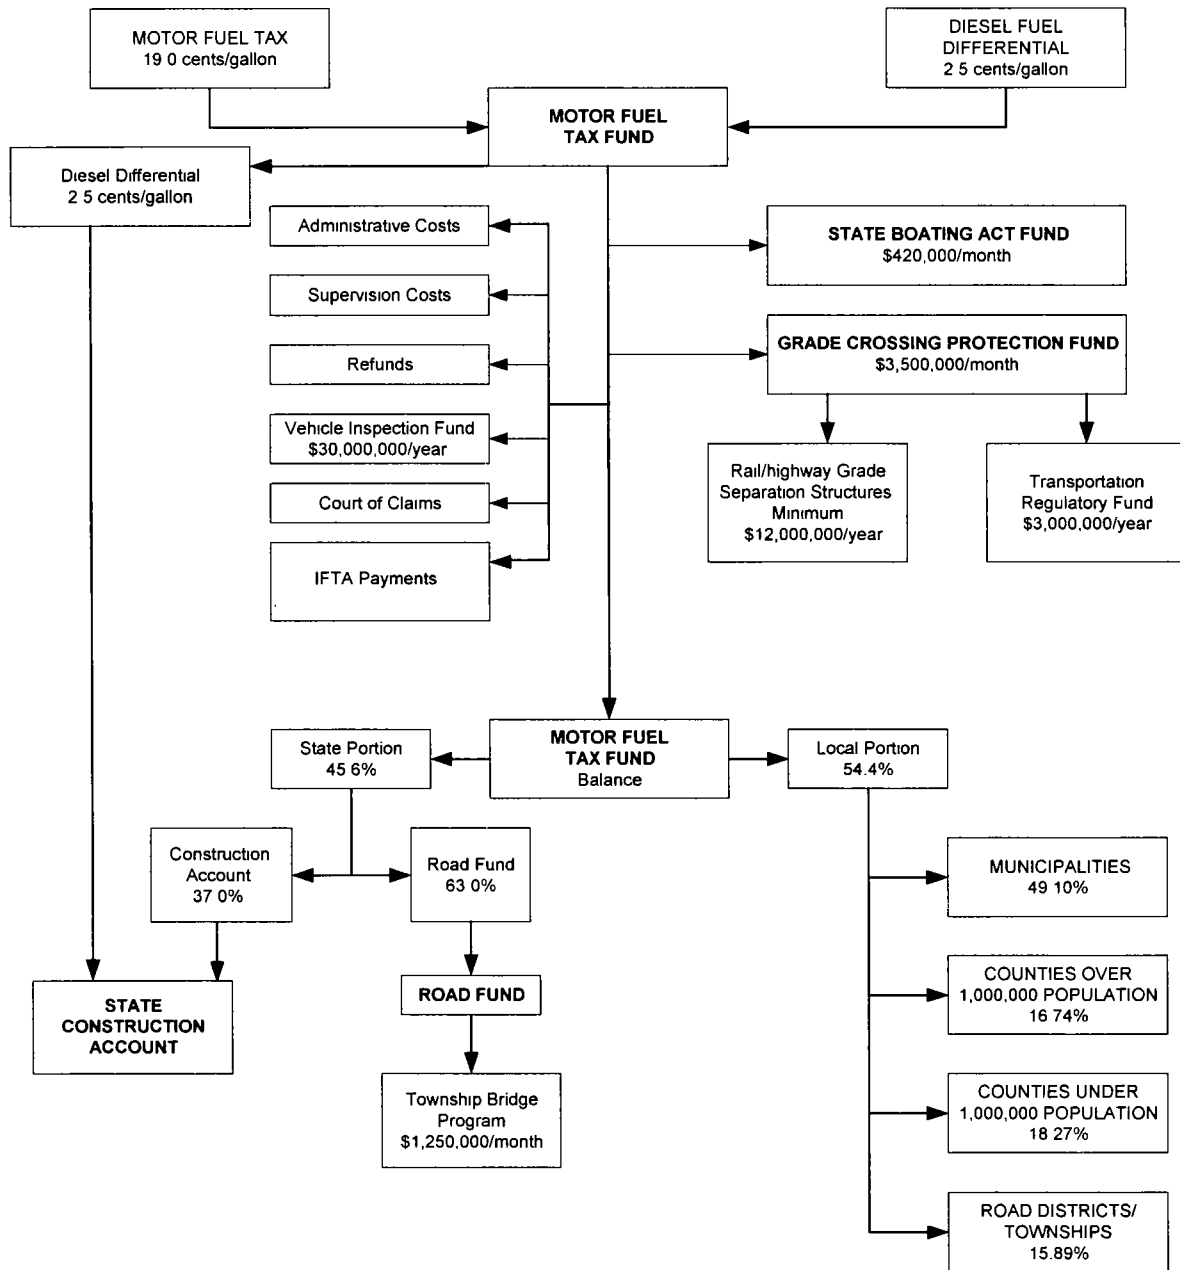 MOTOR FUEL TAX
19 0 cents/gallon
DIESEL FUEL
DIFFERENTIAL
2 5 cents/gallon
MOTOR FUEL
TAX FUND
Diesel Differential
2 5 cents/gallon
Administrative Costs
Supervision Costs
Refunds
Vehicle Inspection Fund
$30,000,000/year
Court of Claims
IFTA Payments
STATE BOATING ACT FUND
$420,000/month
GRADE CROSSING PROTECTION FUND
$3,500,000/month
Rail/highway Grade
Separation Structures
Minimum
$12,000,000/year
Transportation
Regulatory Fund
$3,000,000/year
MOTOR FUEL
TAX FUND
Balance
State Portion
45 6%
Local Portion
54.4%
Construction
Account
37 0%
Road Fund
63 0%
STATE
CONSTRUCTION
ACCOUNT
ROAD FUND
Township Bridge
Program
$1,250,000/month
MUNICIPALITIES
49 10%
COUNTIES OVER
1,000,000 POPULATION
16 74%
COUNTIES UNDER
1,000,000 POPULATION
18 27%
ROAD DISTRICTS/
TOWNSHIPS
15.89%